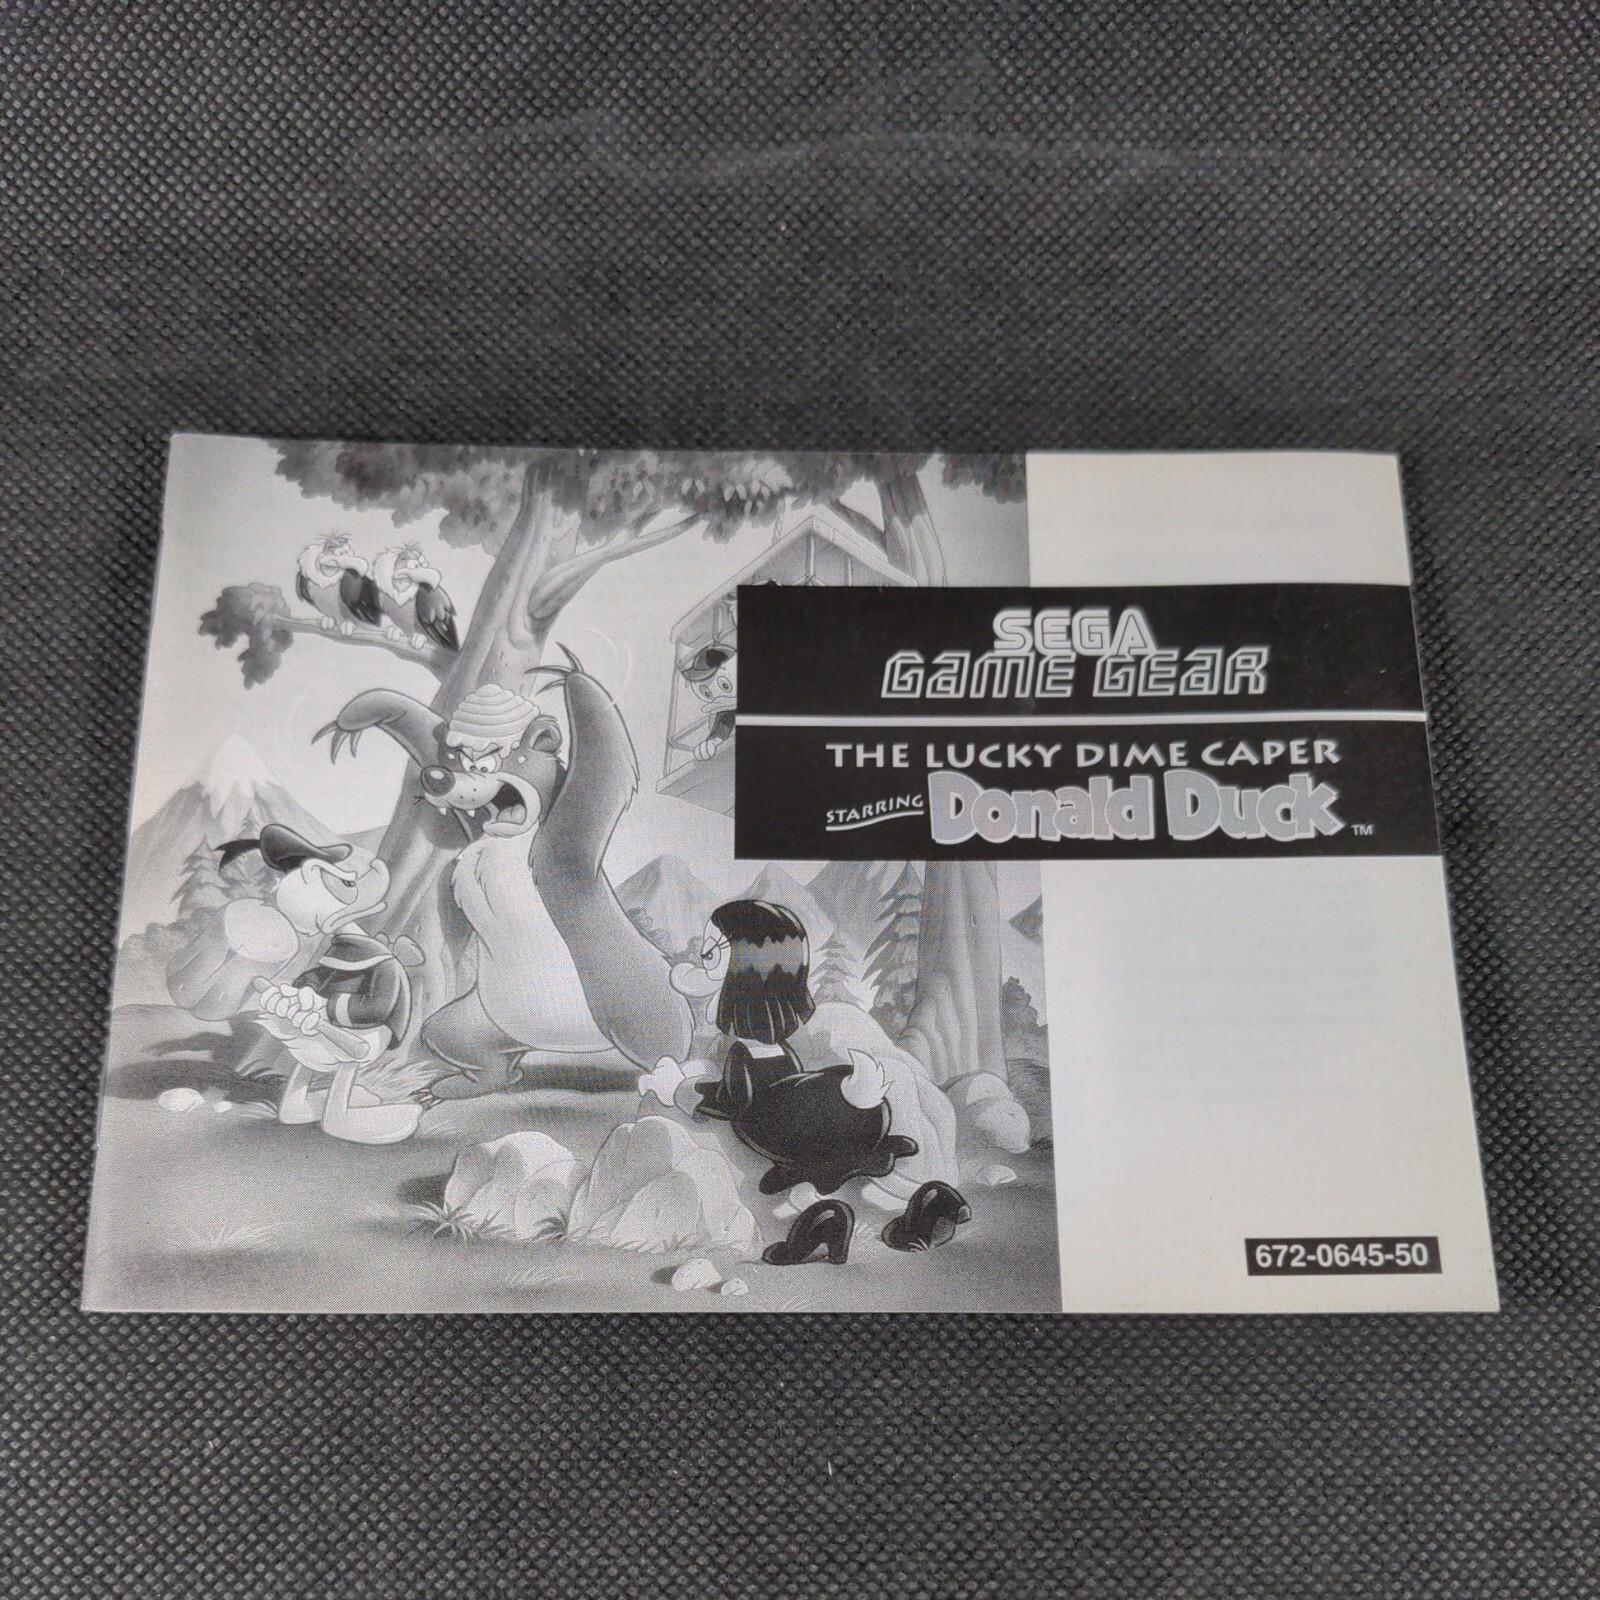 SEGA
GAME GEAR
THE LUCKY DIME CAPER
STARRING Donald Duck ™
672-0645-50